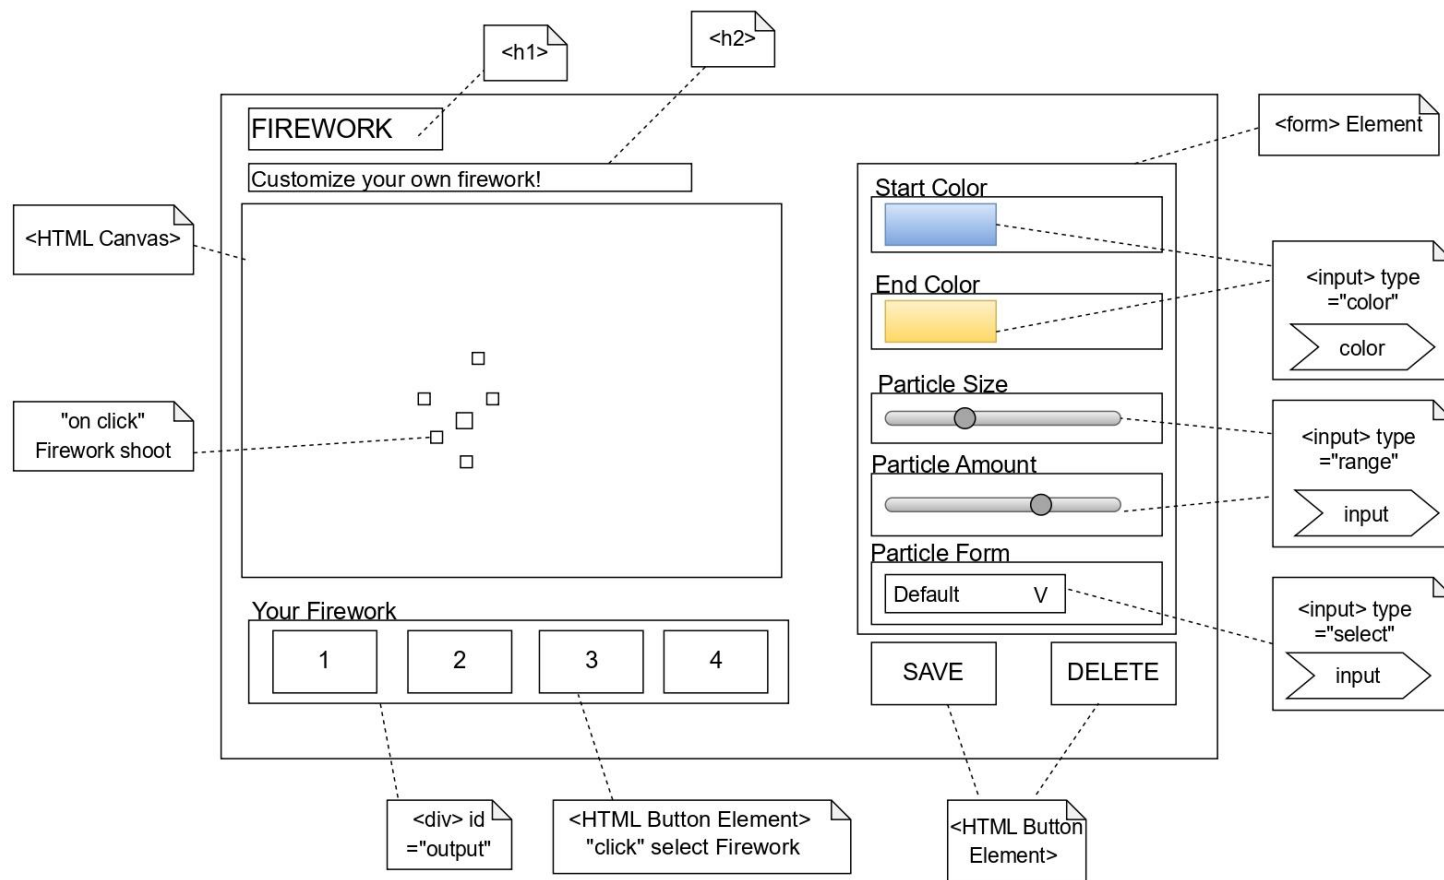 <h1>
<h2>
FIREWORK
<form> Element
Customize your own firework!
Start Color
<HTML Canvas>
End Color
<input> type
="color"
color
Particle Size
"on click"
Firework shoot
<input> type
="range"
input
Particle Amount
Particle Form
Default V
<input> type
="select"
input
Your Firework
1 2 3 4
SAVE DELETE
<div> id
="output"
<HTML Button Element>
"click" select Firework
<HTML Button
Element>